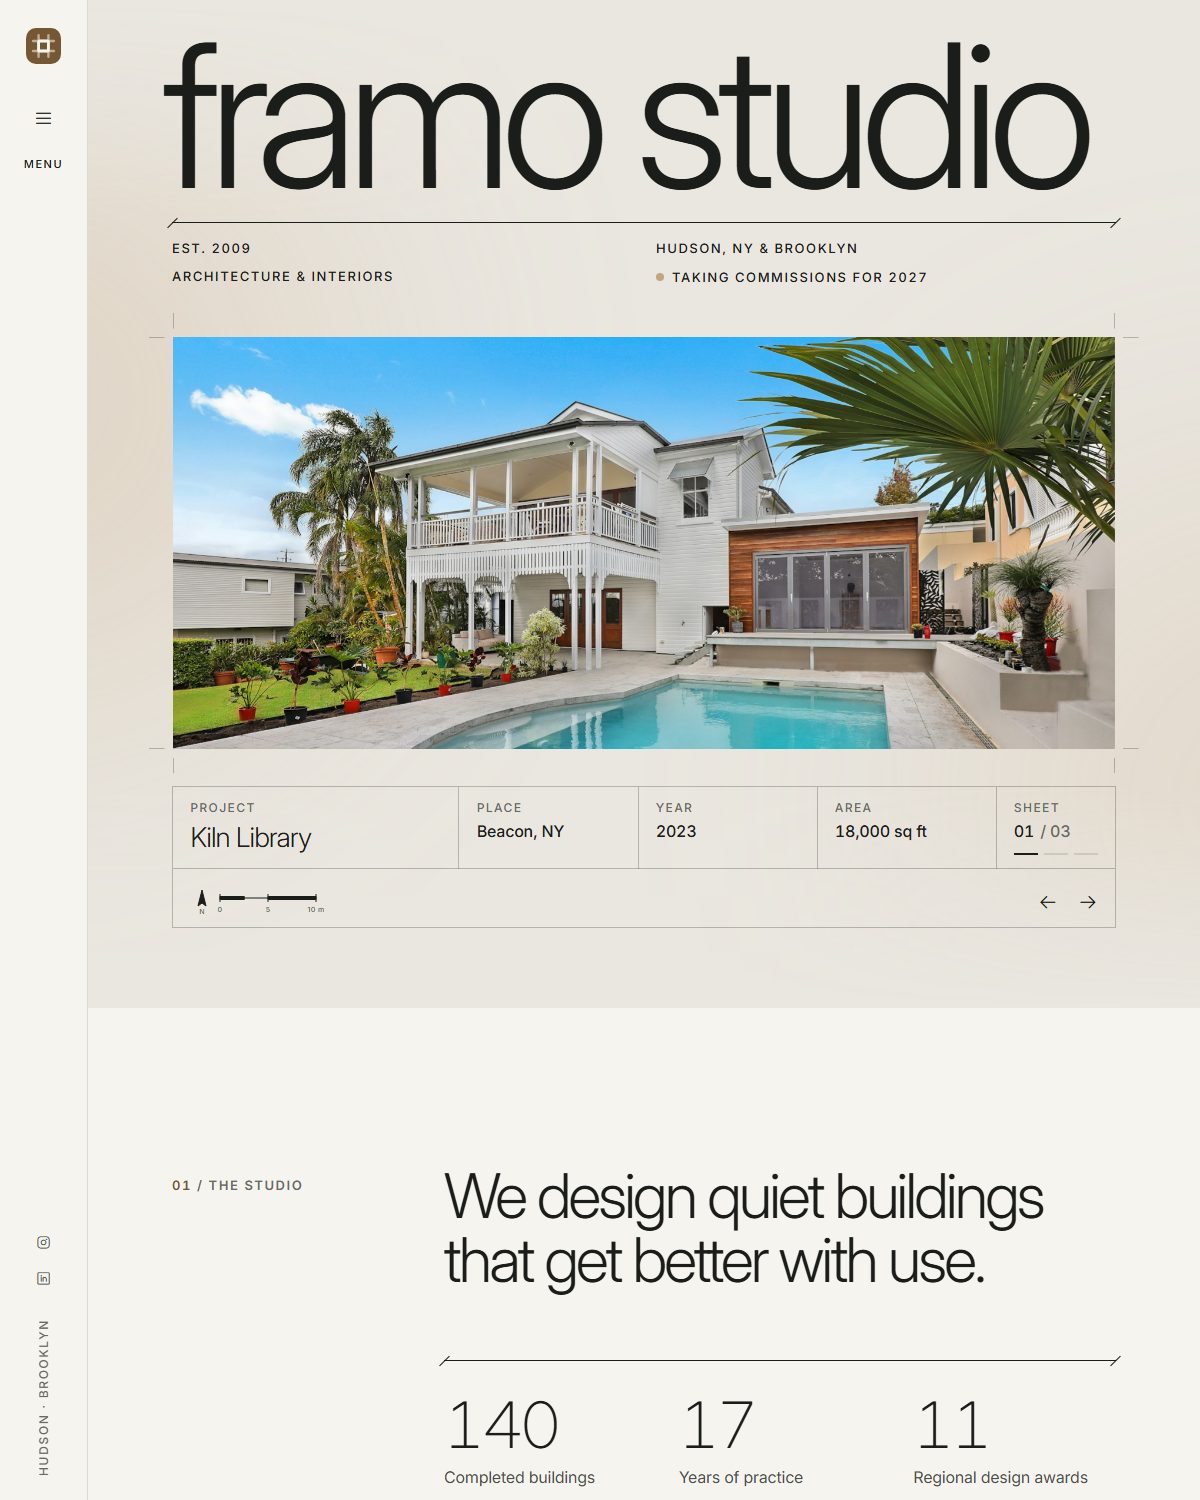 MENU
framo studio
EST. 2009
ARCHITECTURE & INTERIORS
HUDSON, NY & BROOKLYN
TAKING COMMISSIONS FOR 2027
PROJECT
Kiln Library
PLACE
Beacon, NY
YEAR
2023
AREA
18,000 sq ft
SHEET
01 / 03
N
0 5 10 m
01 / THE STUDIO
We design quiet buildings
that get better with use.
140
Completed buildings
17
Years of practice
11
Regional design awards
in
HUDSON · BROOKLYN